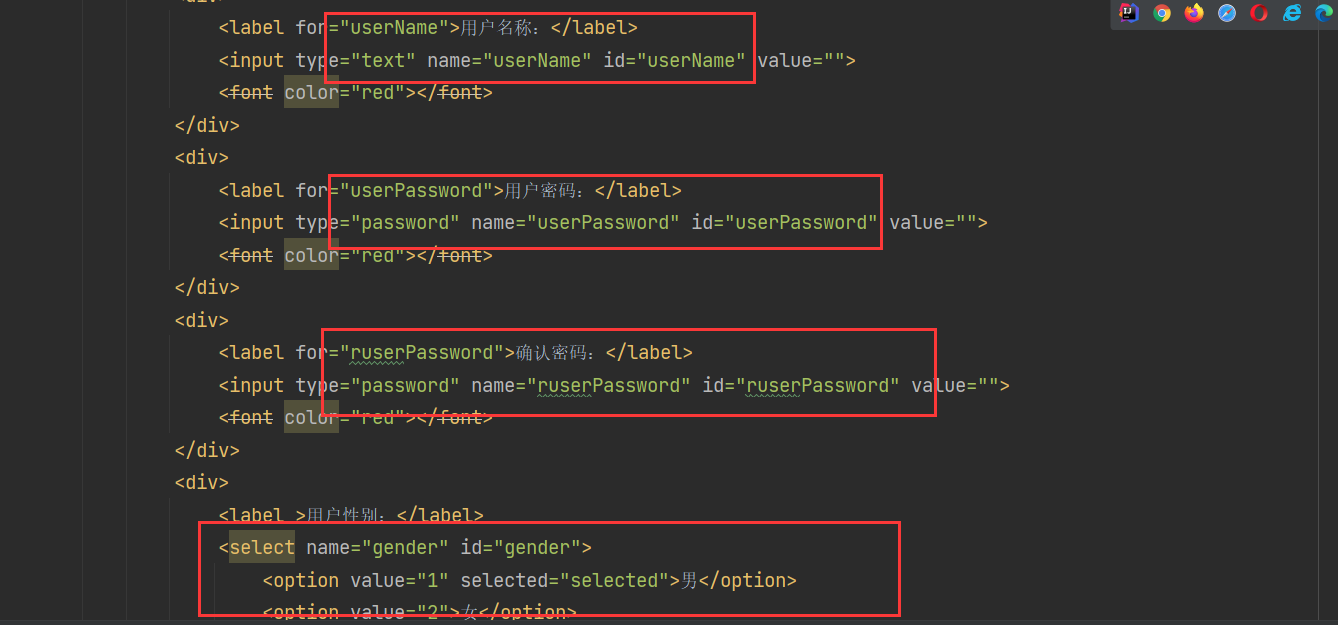 <div>
<label for="userName">用户名称：</label>
<input type="text" name="userName" id="userName" value="">
<font color="red"></font>
</div>
<div>
<label for="userPassword">用户密码：</label>
<input type="password" name="userPassword" id="userPassword" value="">
<font color="red"></font>
</div>
<div>
<label for="ruserPassword">确认密码：</label>
<input type="password" name="ruserPassword" id="ruserPassword" value="">
<font color="red"></font>
</div>
<div>
<label >用户性别：</label>
<select name="gender" id="gender">
<option value="1" selected="selected">男</option>
<option value="2">女</option>